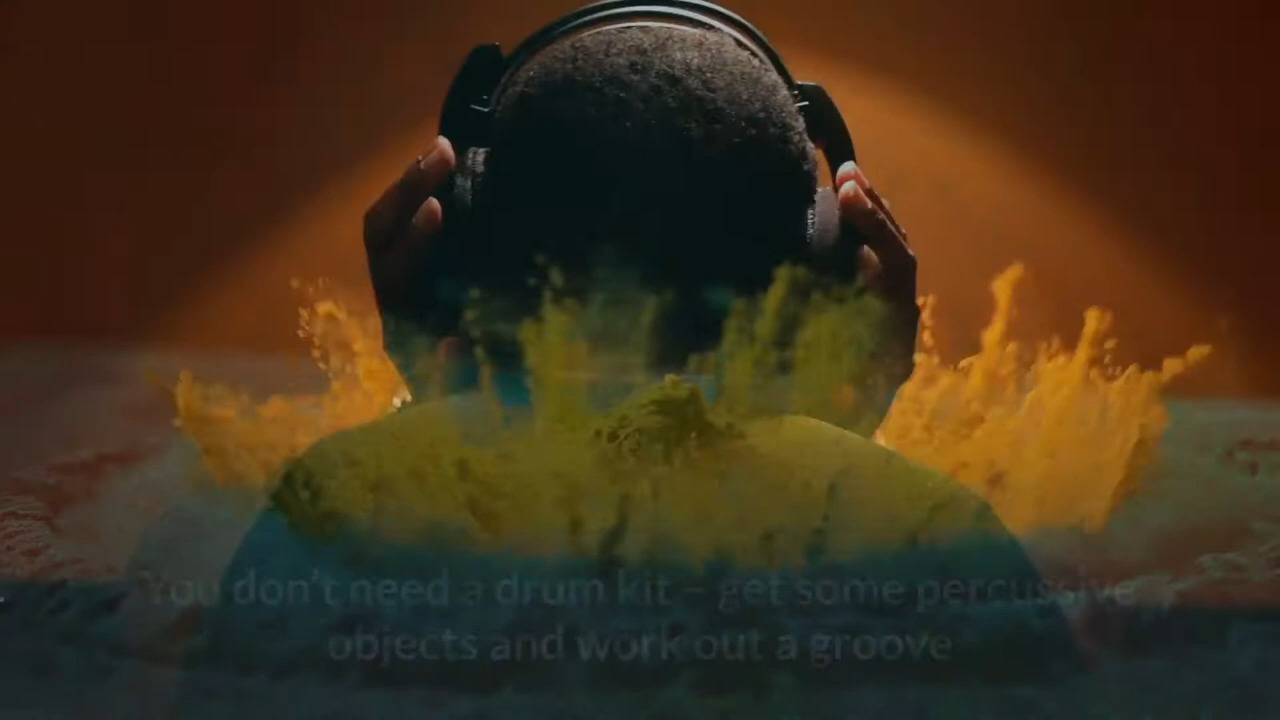 You don't need a drum kit – get some percussive
objects and work out a groove